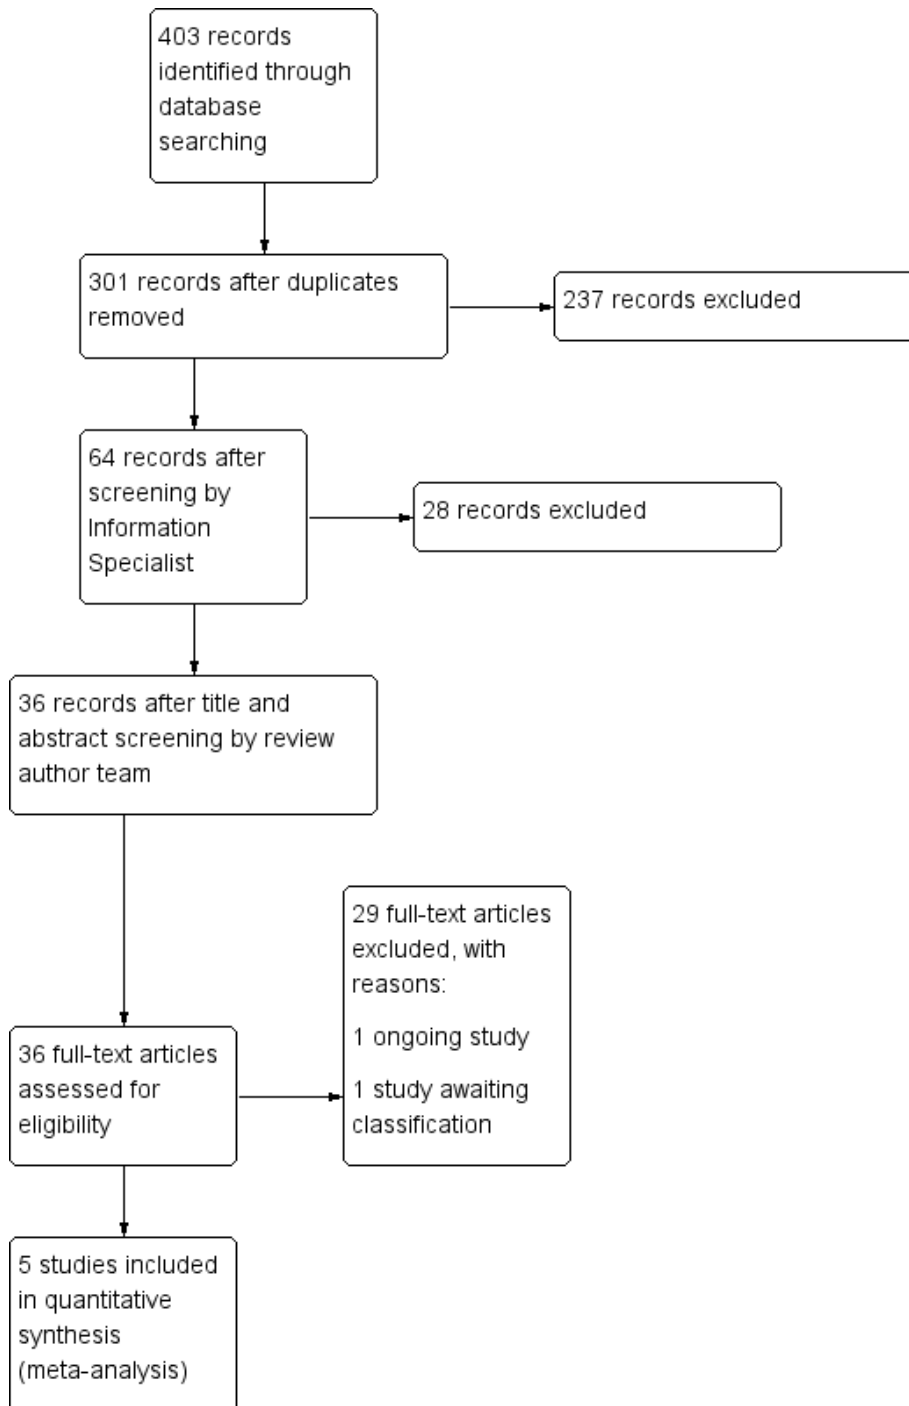 403 records
identified through
database
searching
301 records after duplicates
removed
237 records excluded
64 records after
screening by
Information
Specialist
28 records excluded
36 records after title and
abstract screening by review
author team
29 full-text articles
excluded, with
reasons:
1 ongoing study
1 study awaiting
classification
36 full-text articles
assessed for
eligibility
5 studies included
in quantitative
synthesis
(meta-analysis)